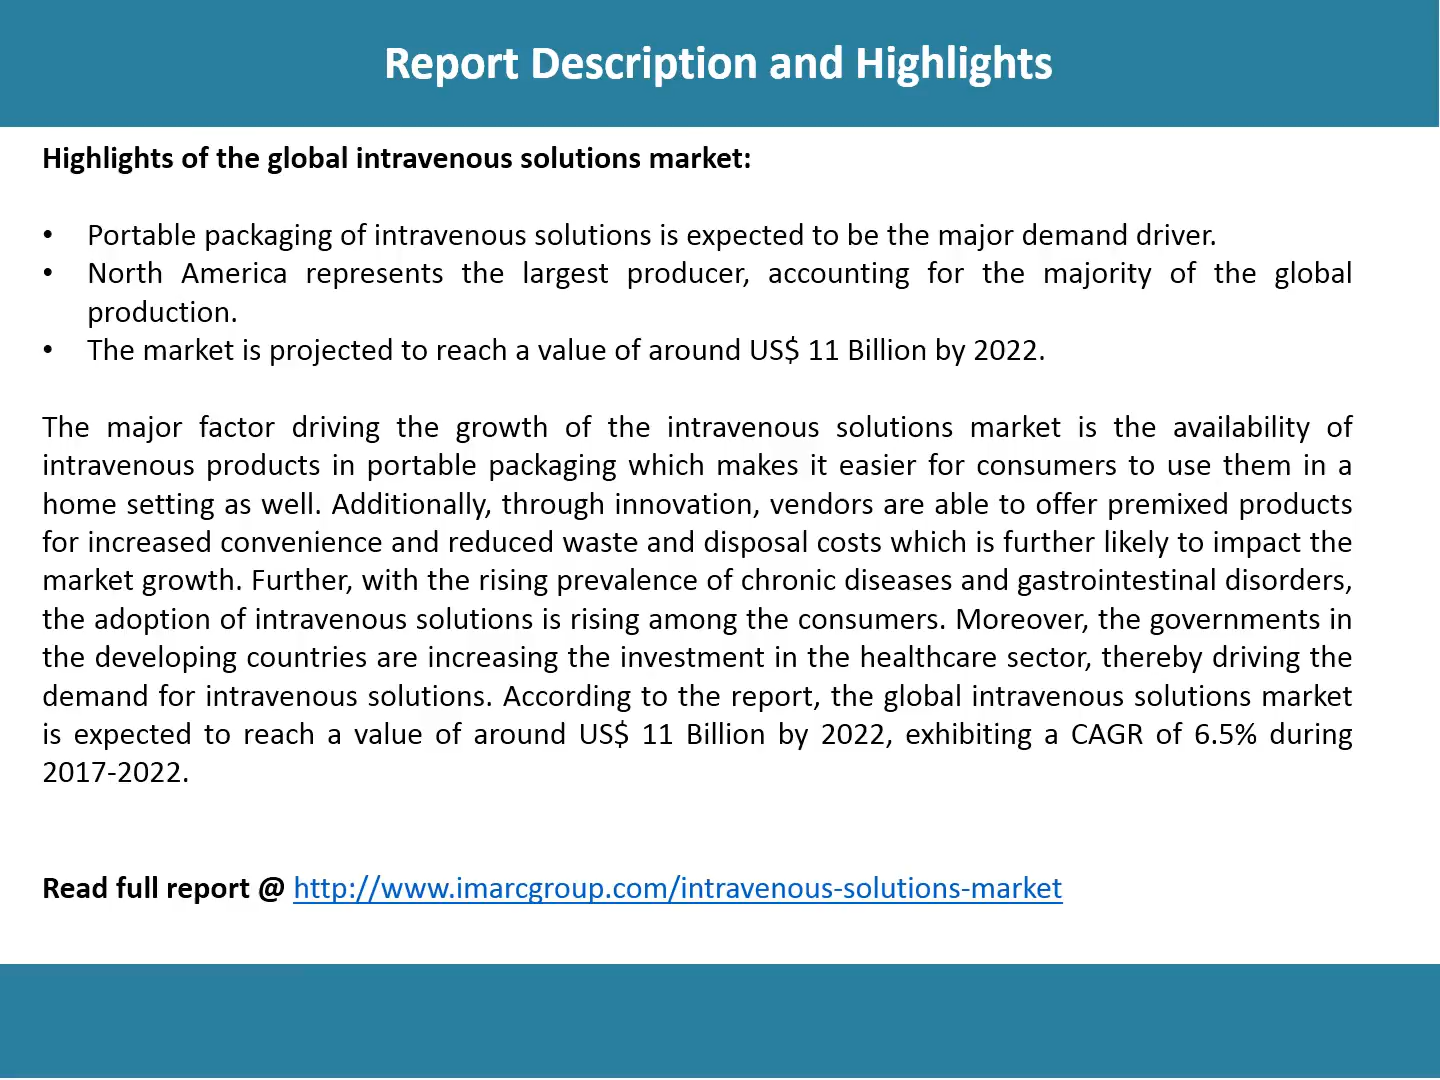 Report Description and Highlights
Highlights of the global intravenous solutions market:
• Portable packaging of intravenous solutions is expected to be the major demand driver.
• North America represents the largest producer, accounting for the majority of the global
production.
• The market is projected to reach a value of around US$ 11 Billion by 2022.
The major factor driving the growth of the intravenous solutions market is the availability of
intravenous products in portable packaging which makes it easier for consumers to use them in a
home setting as well. Additionally, through innovation, vendors are able to offer premixed products
for increased convenience and reduced waste and disposal costs which is further likely to impact the
market growth. Further, with the rising prevalence of chronic diseases and gastrointestinal disorders,
the adoption of intravenous solutions is rising among the consumers. Moreover, the governments in
the developing countries are increasing the investment in the healthcare sector, thereby driving the
demand for intravenous solutions. According to the report, the global intravenous solutions market
is expected to reach a value of around US$ 11 Billion by 2022, exhibiting a CAGR of 6.5% during
2017-2022.
Read full report @ http://www.imarcgroup.com/intravenous-solutions-market